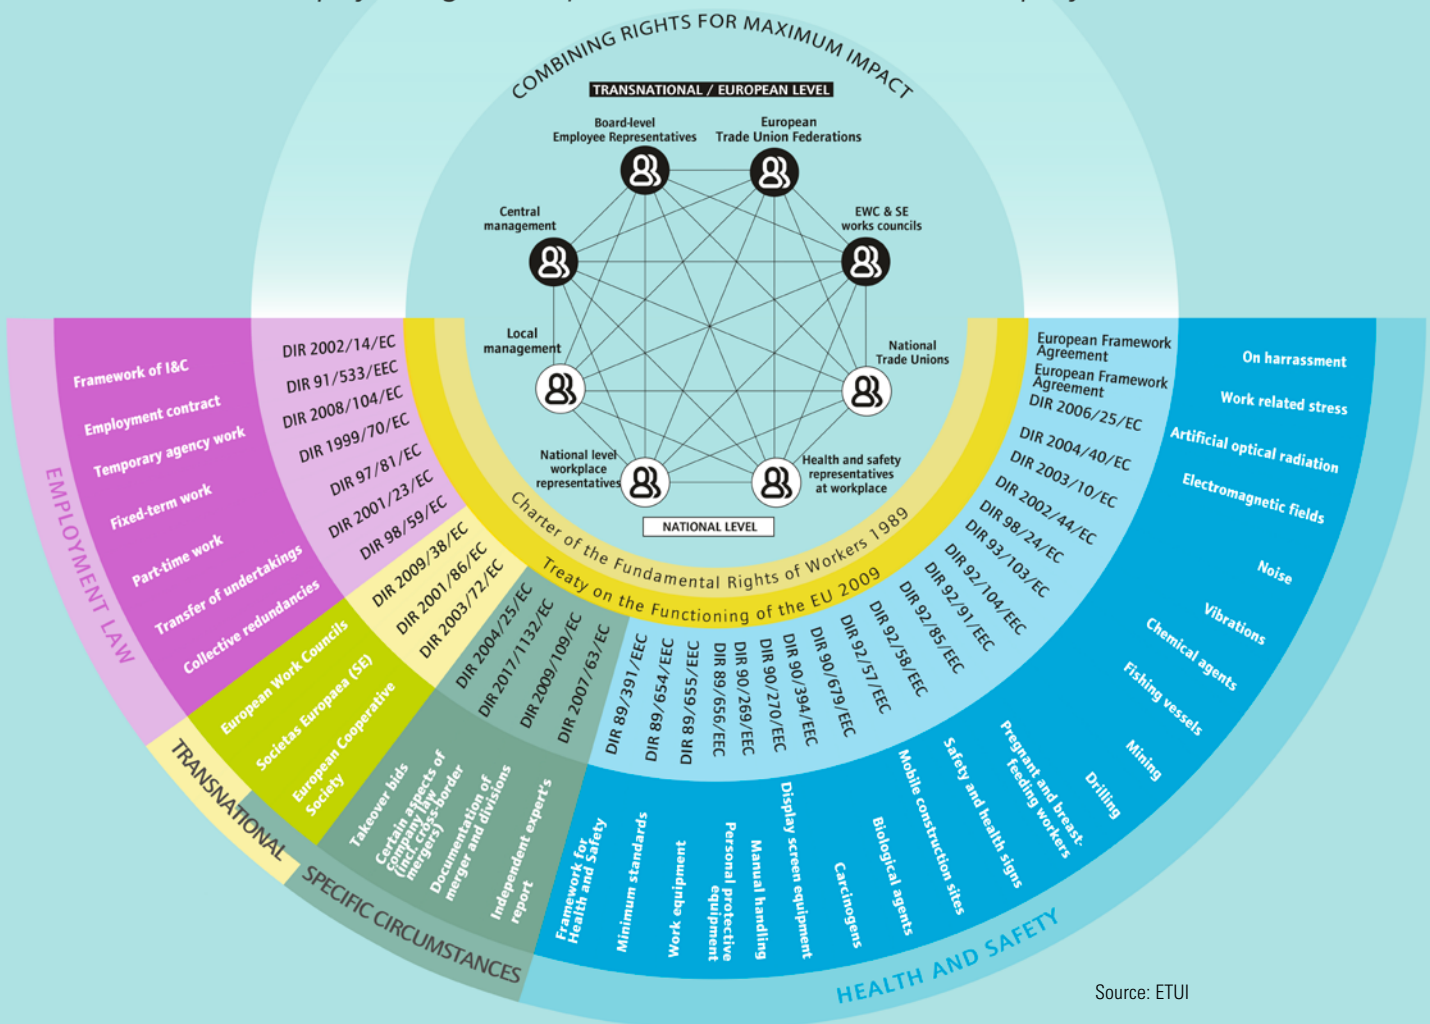 COMBINING RIGHTS FOR MAXIMUM IMPACT
TRANSNATIONAL / EUROPEAN LEVEL
Board-level
Employee Representatives
European
Trade Union Federations
Central
management
EWC & SE
works councils
Local
management
National
Trade Unions
National level
workplace
representatives
Health and safety
representatives
at workplace
NATIONAL LEVEL
Charter of the Fundamental Rights of Workers 1989
Treaty on the Functioning of the EU 2009
EMPLOYMENT LAW
Framework of I&C
DIR 2002/14/EC
Employment contract
DIR 91/533/EEC
Temporary agency work
DIR 2008/104/EC
Fixed-term work
DIR 1999/70/EC
Part-time work
DIR 97/81/EC
Transfer of undertakings
DIR 2001/23/EC
Collective redundancies
DIR 98/59/EC
TRANSNATIONAL
European Work Councils
DIR 2009/38/EC
Societas Europaea (SE)
DIR 2001/86/EC
European Cooperative
Society
DIR 2003/72/EC
SPECIFIC CIRCUMSTANCES
Takeover bids
DIR 2004/25/EC
Certain aspects of
company law
(incl. cross-border
mergers)
DIR 2017/1132/EC
Documentation of
merger and divisions
DIR 2009/109/EC
Independent expert's
report
DIR 2007/63/EC
HEALTH AND SAFETY
Framework for
Health and Safety
DIR 89/391/EEC
Minimum standards
DIR 89/654/EEC
Work equipment
DIR 89/655/EEC
Personal protective
equipment
DIR 89/656/EEC
Manual handling
DIR 90/269/EEC
Display screen equipment
DIR 90/270/EEC
Carcinogens
DIR 90/394/EEC
Biological agents
DIR 90/679/EEC
Mobile construction sites
DIR 92/57/EEC
Safety and health signs
DIR 92/58/EEC
Pregnant and breast-
feeding workers
DIR 92/85/EEC
Drilling
DIR 92/91/EEC
Mining
DIR 92/104/EEC
Fishing vessels
DIR 93/103/EC
Chemical agents
DIR 98/24/EC
Vibrations
DIR 2002/44/EC
Noise
DIR 2003/10/EC
Electromagnetic fields
DIR 2004/40/EC
Artificial optical radiation
DIR 2006/25/EC
Work related stress
European Framework
Agreement
On harrassment
European Framework
Agreement
Source: ETUI